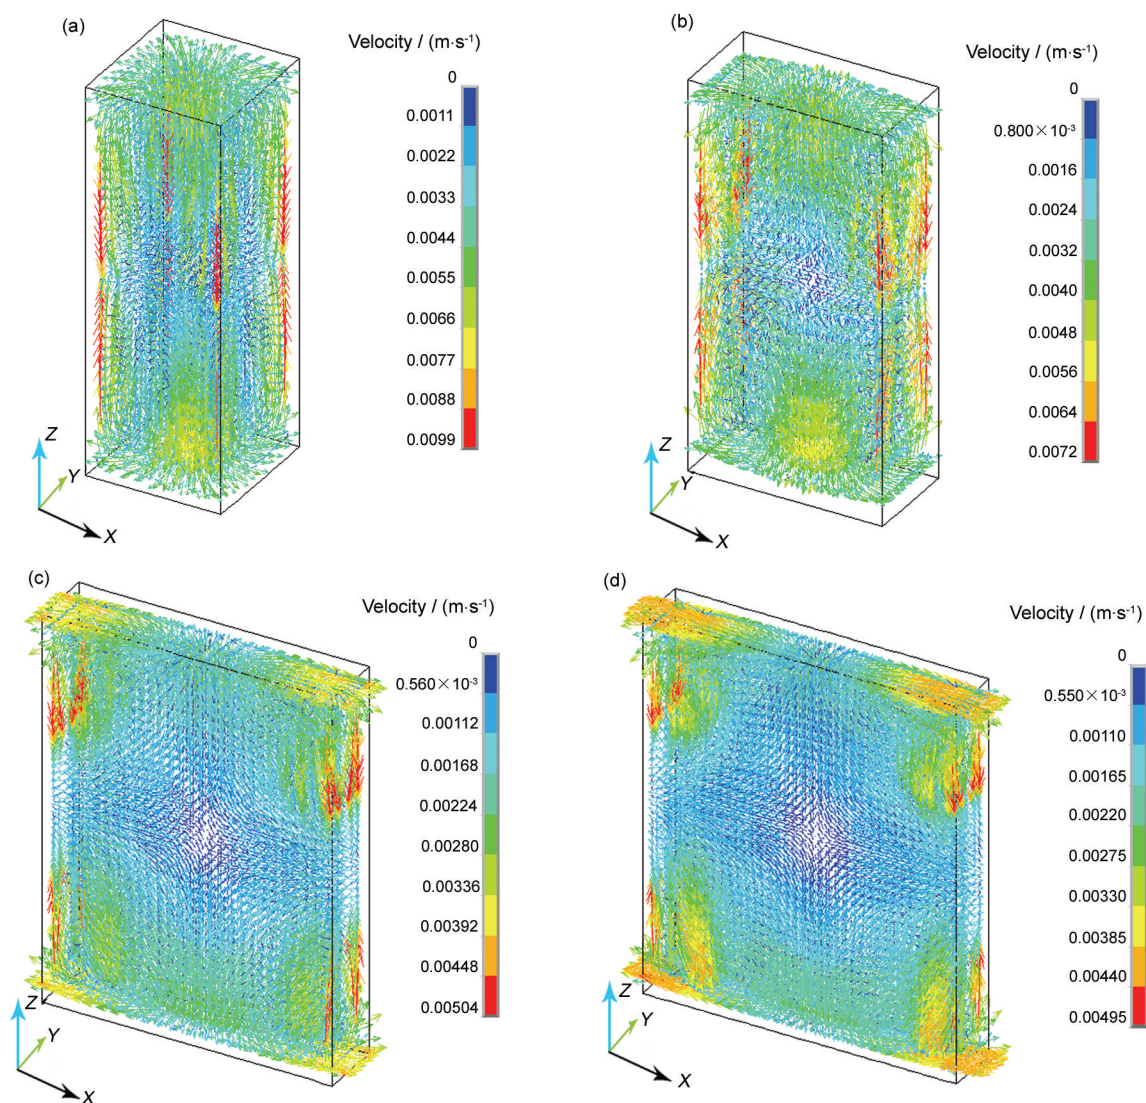 (a)
Velocity / (m·s⁻¹)
0
0.0011
0.0022
0.0033
0.0044
0.0055
0.0066
0.0077
0.0088
0.0099
Z
Y
X
(b)
Velocity / (m·s⁻¹)
0
0.800×10⁻³
0.0016
0.0024
0.0032
0.0040
0.0048
0.0056
0.0064
0.0072
Z
Y
X
(c)
Velocity / (m·s⁻¹)
0
0.560×10⁻³
0.00112
0.00168
0.00224
0.00280
0.00336
0.00392
0.00448
0.00504
Z
Y
X
(d)
Velocity / (m·s⁻¹)
0
0.550×10⁻³
0.00110
0.00165
0.00220
0.00275
0.00330
0.00385
0.00440
0.00495
Z
Y
X